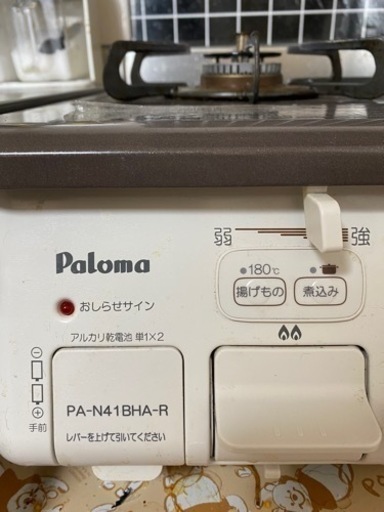 弱 強
Paloma
●180℃
揚げもの 煮込み
おしらせサイン
アルカリ乾電池 単1×2
⊖
⊕
手前
PA-N41BHA-R
レバーを上げて引いてください